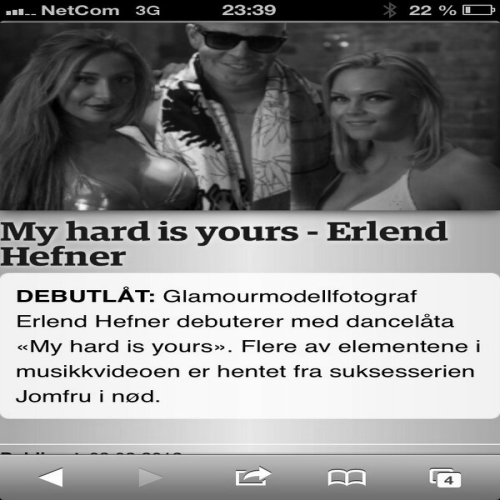 NetCom 3G 23:39 22 %
My hard is yours - Erlend
Hefner
DEBUTLÅT: Glamourmodellfotograf
Erlend Hefner debuterer med dancelåta
«My hard is yours». Flere av elementene i
musikkvideoen er hentet fra suksesserien
Jomfru i nød.
4